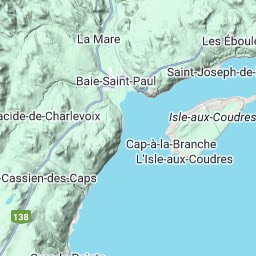 La Mare
Les Éboule
Baie-Saint-Paul
Saint-Joseph-de-
acide-de-Charlevoix
Isle-aux-Coudres
Cap-à-la-Branche
L'Isle-aux-Coudres
-Cassien-des-Caps
138